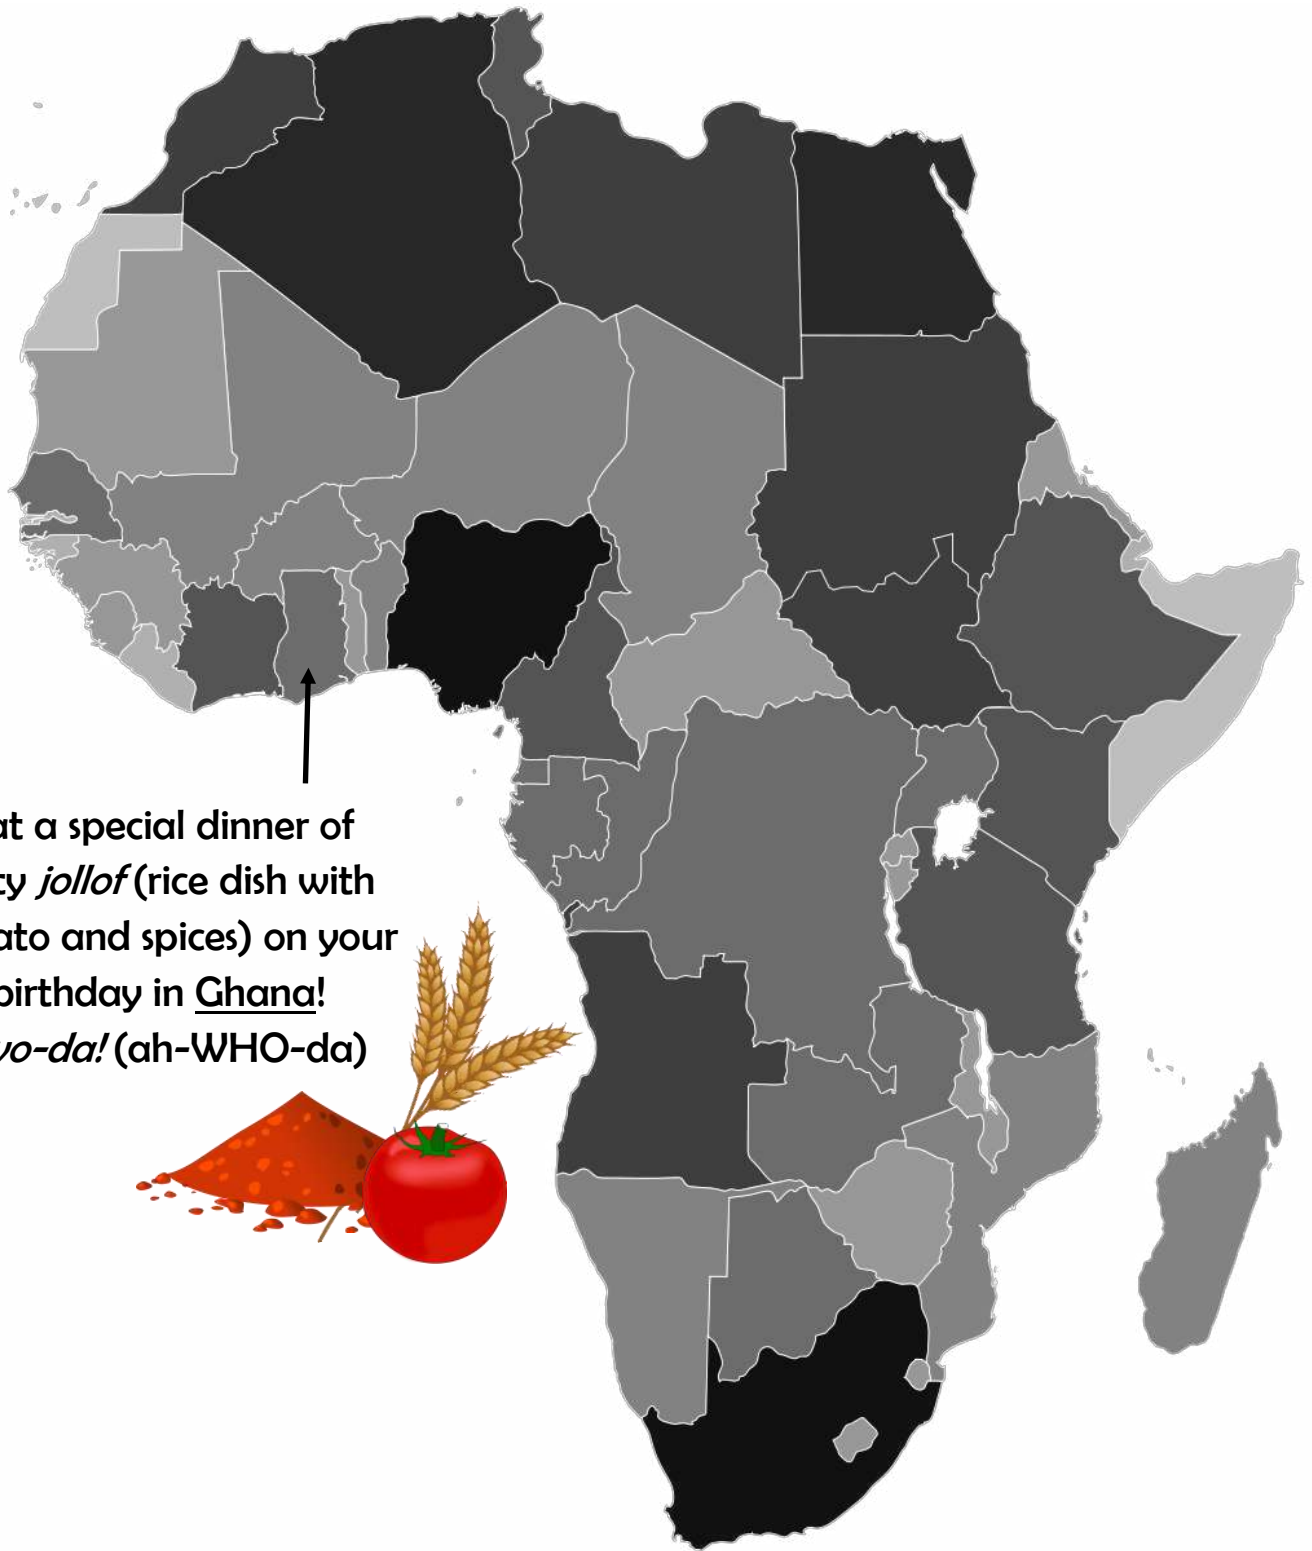 at a special dinner of
ty jollof (rice dish with
ato and spices) on your
birthday in Ghana!
vo-da! (ah-WHO-da)